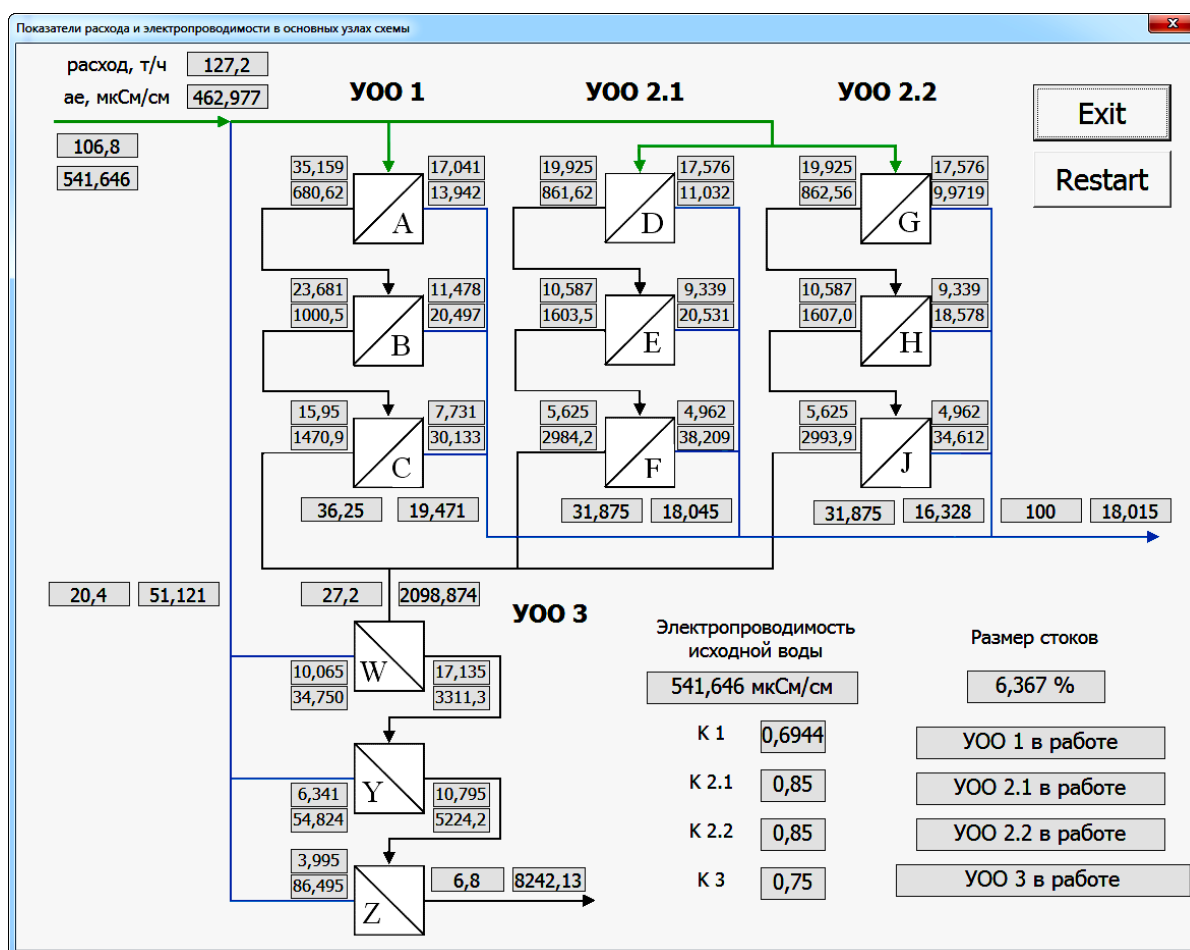 Показатели расхода и электропроводимости в основных узлах схемы
x
расход, т/ч 127,2
ае, мкСм/см 462,977
УОО 1 УОО 2.1 УОО 2.2
Exit
Restart
106,8
541,646
35,159 17,041 19,925 17,576 19,925 17,576
680,62 13,942 861,62 11,032 862,56 9,9719
A D G
23,681 11,478 10,587 9,339 10,587 9,339
1000,5 20,497 1603,5 20,531 1607,0 18,578
B E H
15,95 7,731 5,625 4,962 5,625 4,962
1470,9 30,133 2984,2 38,209 2993,9 34,612
C F J
36,25 19,471 31,875 18,045 31,875 16,328 100 18,015
20,4 51,121 27,2 2098,874
УОО 3
W
10,065 17,135
34,750 3311,3
Y
6,341 10,795
54,824 5224,2
3,995
86,495
Z
6,8 8242,13
Электропроводимость
исходной воды
541,646 мкСм/см
Размер стоков
6,367 %
К 1 0,6944
К 2.1 0,85
К 2.2 0,85
К 3 0,75
УОО 1 в работе
УОО 2.1 в работе
УОО 2.2 в работе
УОО 3 в работе